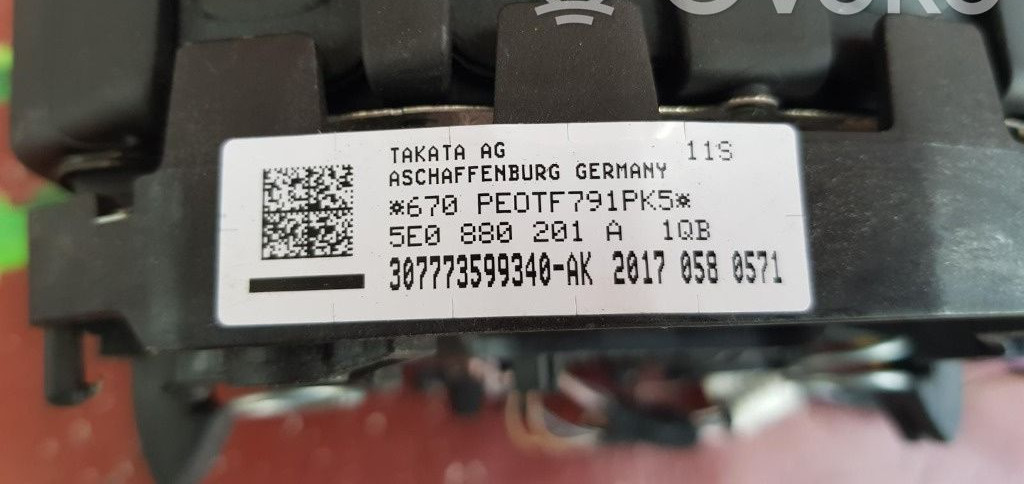 TAKATA AG 11S
ASCHAFFENBURG GERMANY
*670 PEOTF791PK5*
5E0 880 201 A 1QB
307773599340-AK 2017 058 0571